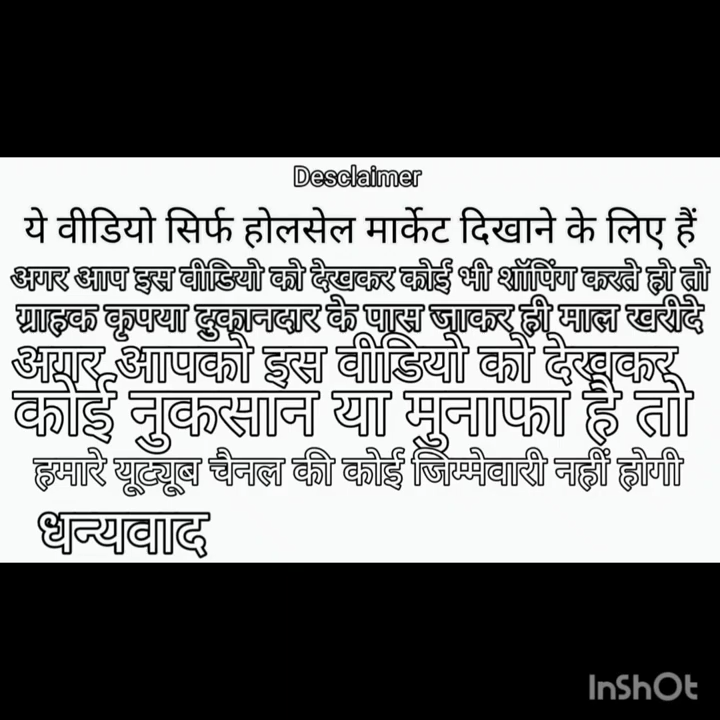 Desclaimer
ये वीडियो सिर्फ होलसेल मार्केट दिखाने के लिए हैं
अगर आप इस वीडियो को देखकर कोई भी शॉपिंग करते हो तो
ग्राहक कृपया दुकानदार के पास जाकर ही माल खरीदे
अगर आपको इस वीडियो को देखकर
कोई नुकसान या मुनाफा है तो
हमारे यूट्यूब चैनल की कोई जिम्मेवारी नहीं होगी
धन्यवाद
InShOt